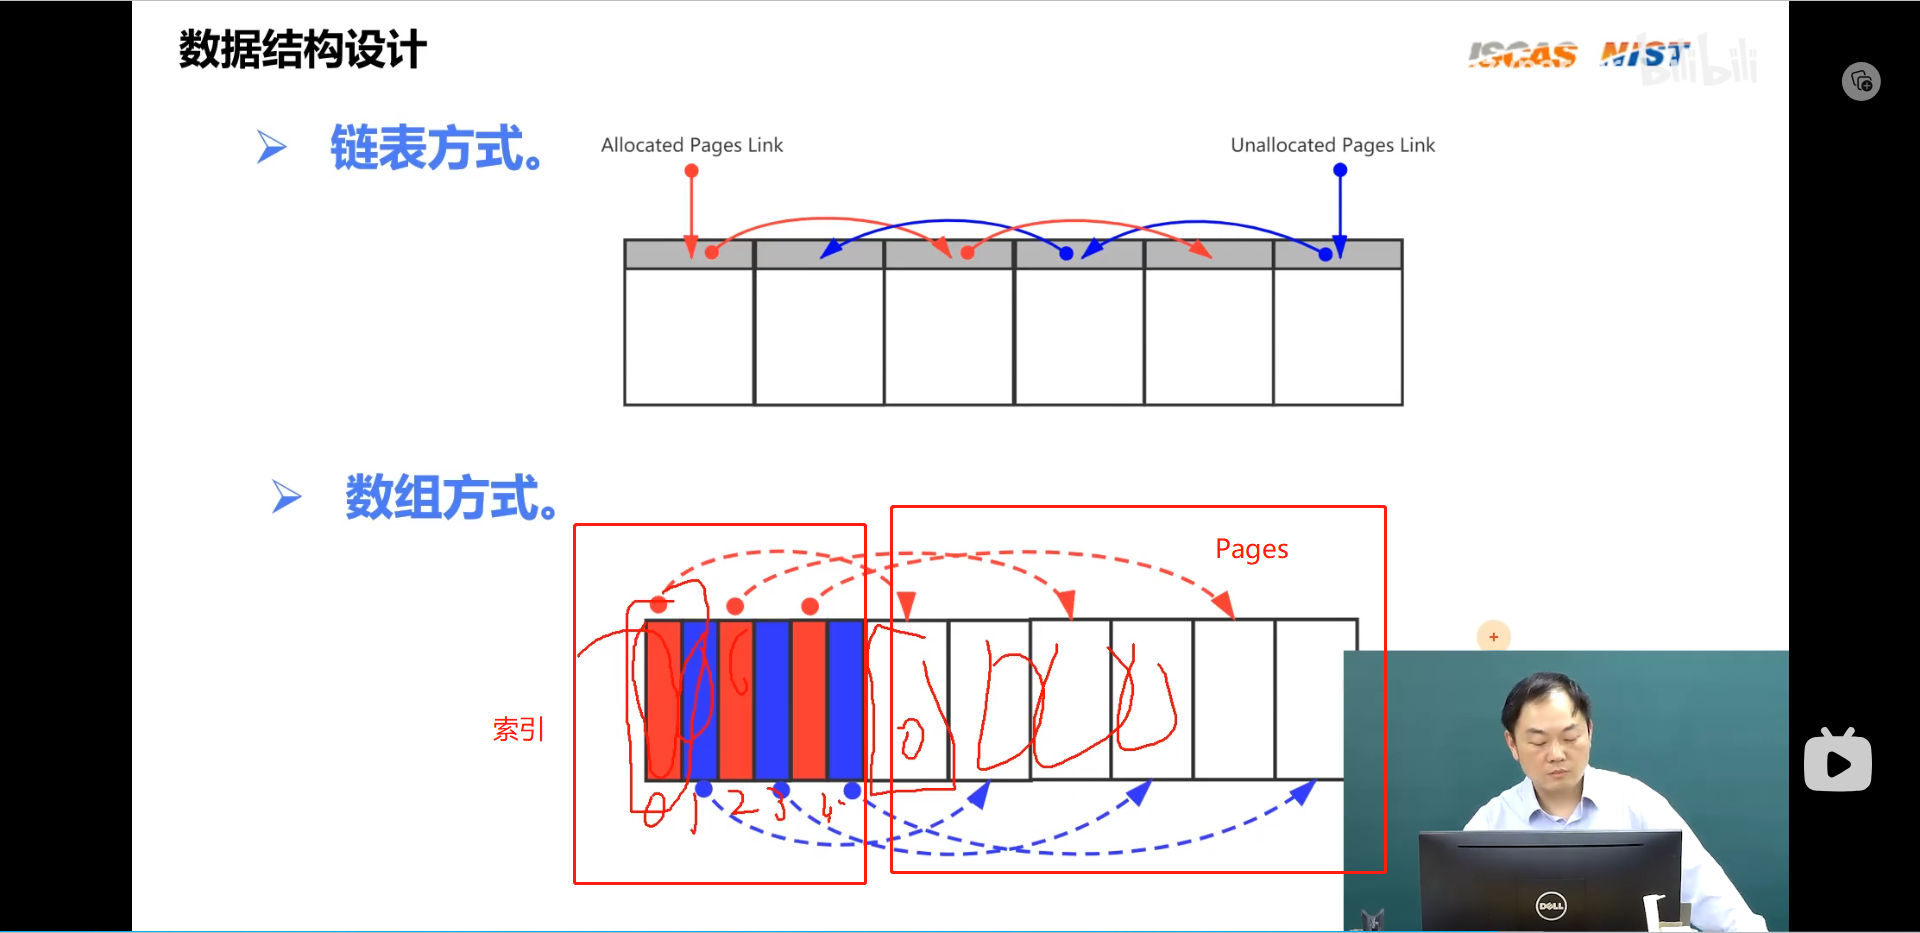 数据结构设计
ISCAS NIST
bilibili
链表方式。
Allocated Pages Link
Unallocated Pages Link
数组方式。
Pages
索引
0
0 1 2 3 4
DELL